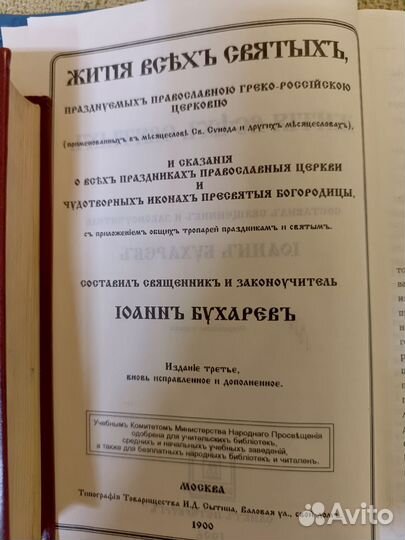 ЖИТІЯ ВСѢХЪ СВЯТЫХЪ,
ПРАЗДНУЕМЫХЪ ПРАВОСЛАВНОЮ ГРЕКО-РОССІЙСКОЮ
ЦЕРКОВІЮ
(поименованныхъ въ мѣсяцесловѣ Св. Сѵнода и другихъ мѣсяцесловахъ),
И СКАЗАНІЯ
О ВСѢХЪ ПРАЗДНИКАХЪ ПРАВОСЛАВНЫЯ ЦЕРКВИ
И
ЧУДОТВОРНЫХЪ ИКОНАХЪ ПРЕСВЯТЫЯ БОГОРОДИЦЫ,
съ приложеніемъ общихъ тропарей праздникамъ и святымъ.
СОСТАВИЛЪ СВЯЩЕННИКЪ И ЗАКОНОУЧИТЕЛЬ
ІОАННЪ БУХАРЕВЪ
Изданіе третье,
вновь исправленное и дополненное.
Учебнымъ Комитетомъ Министерства Народнаго Просвѣщенія
одобрена для учительскихъ библіотекъ,
среднихъ и начальныхъ учебныхъ заведеній,
а также для безплатныхъ народныхъ библіотекъ и читаленъ.
МОСКВА
Типографія Товарищества И.Д. Сытина, Валовая ул.,
1900
Avito